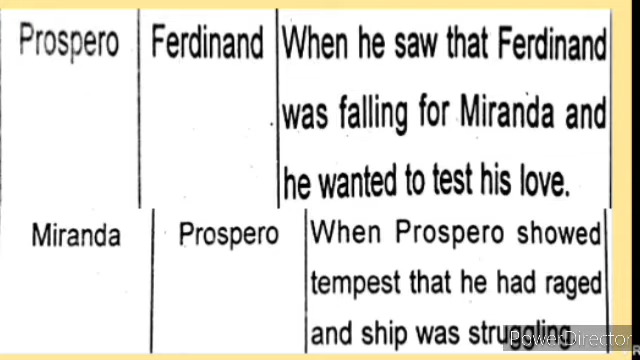 Prospero Ferdinand When he saw that Ferdinand
was falling for Miranda and
he wanted to test his love.
Miranda Prospero When Prospero showed
tempest that he had raged
and ship was struggling
PowerDirector